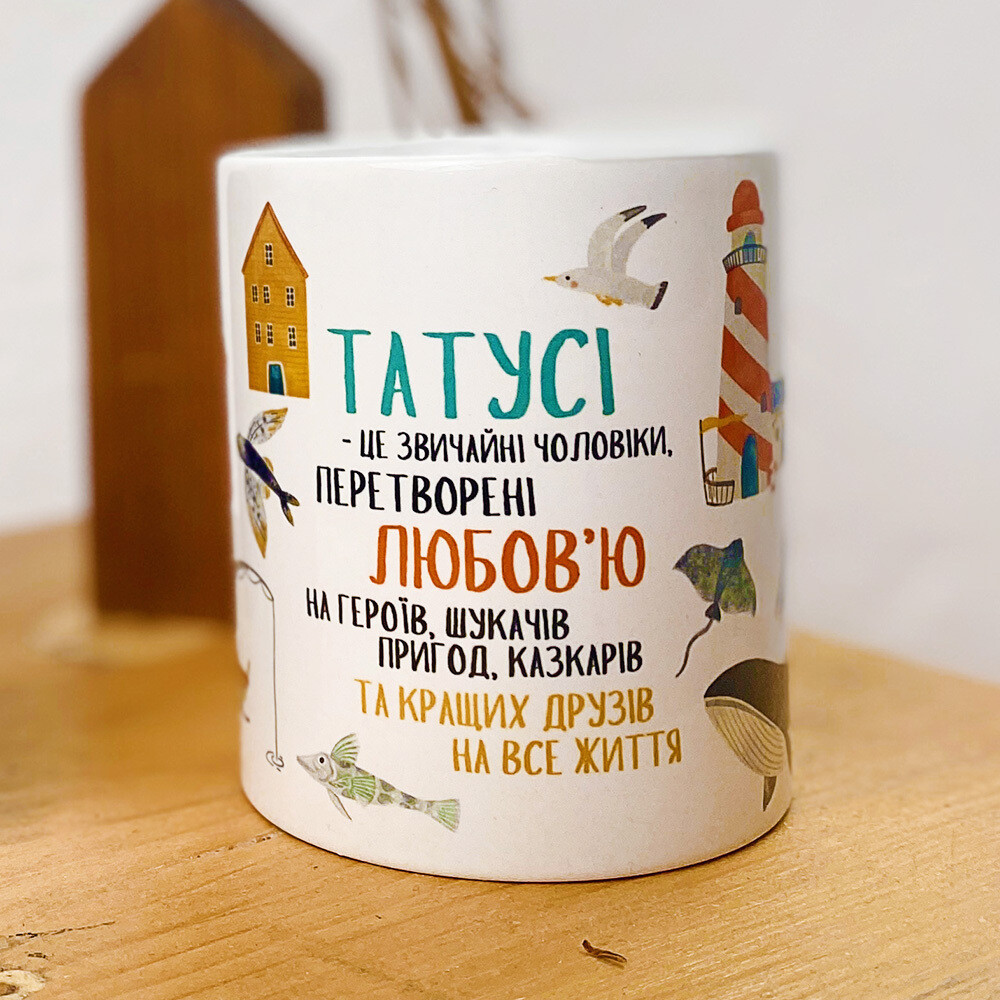 ТАТУСІ
- ЦЕ ЗВИЧАЙНІ ЧОЛОВІКИ,
ПЕРЕТВОРЕНІ
ЛЮБОВ'Ю
НА ГЕРОЇВ, ШУКАЧІВ
ПРИГОД, КАЗКАРІВ
ТА КРАЩИХ ДРУЗІВ
НА ВСЕ ЖИТТЯ